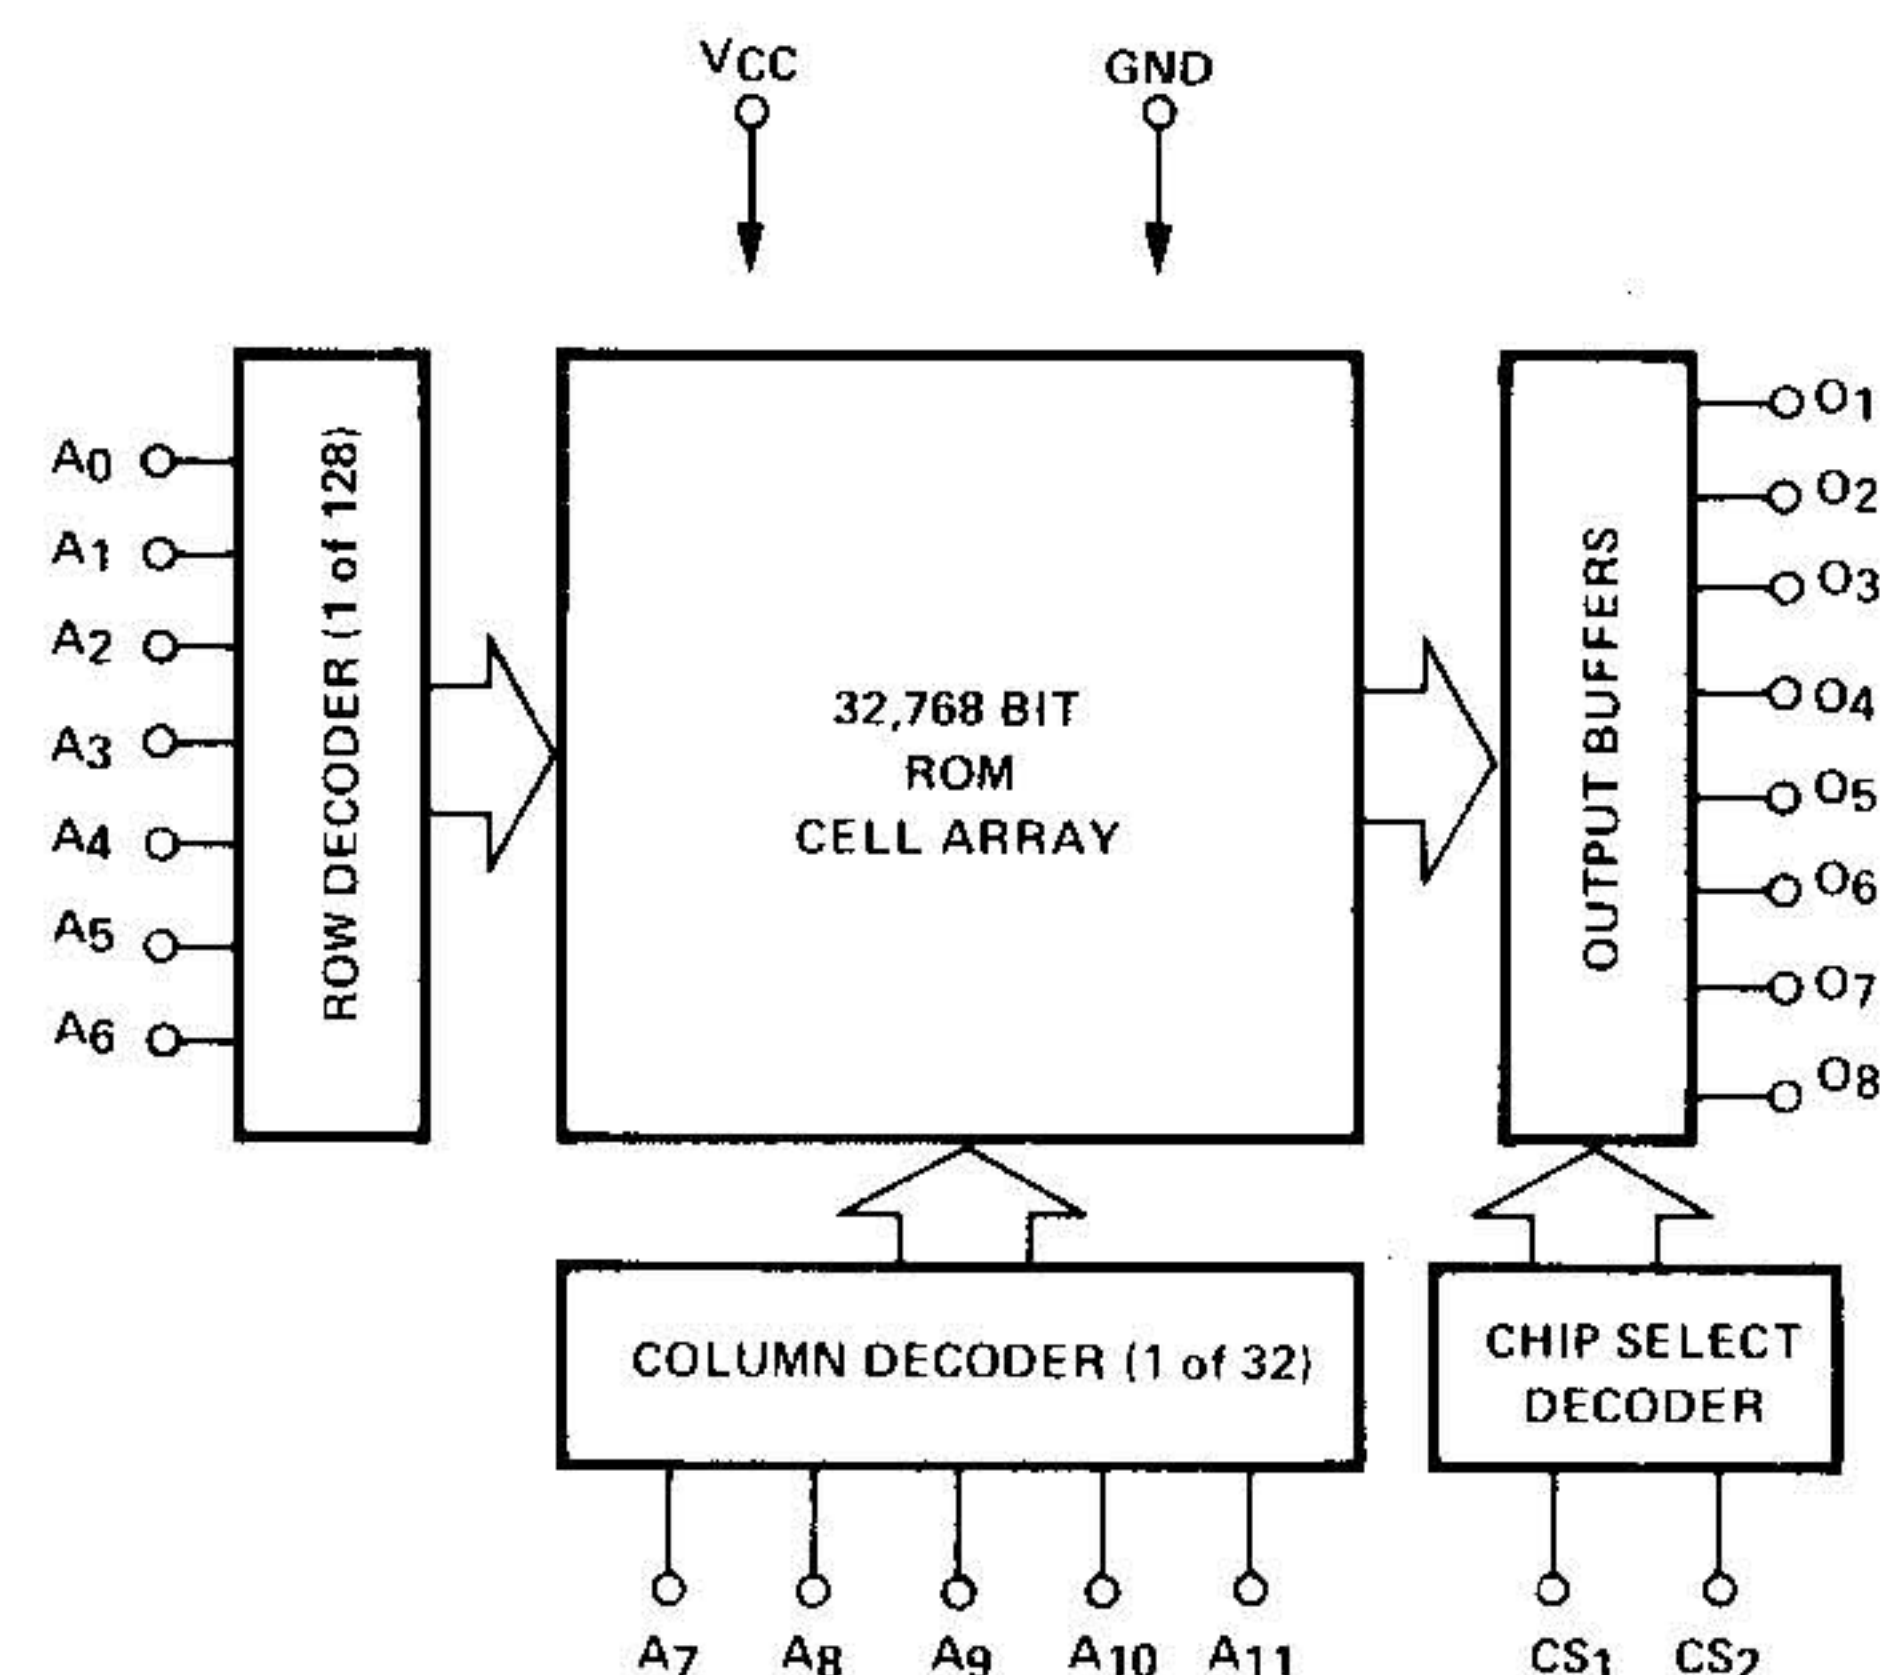 VCC
GND
A0
A1
A2
A3
A4
A5
A6
ROW DECODER (1 of 128)
32,768 BIT
ROM
CELL ARRAY
OUTPUT BUFFERS
O1
O2
O3
O4
O5
O6
O7
O8
COLUMN DECODER (1 of 32)
CHIP SELECT
DECODER
A7
A8
A9
A10
A11
CS1
CS2